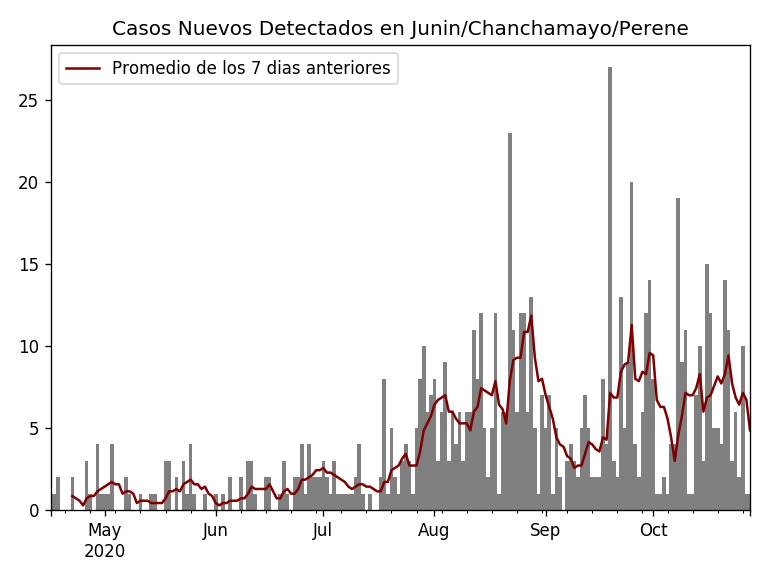 Casos Nuevos Detectados en Junin/Chanchamayo/Perene
Promedio de los 7 dias anteriores
25
20
15
10
5
0
May Jun Jul Aug Sep Oct
2020